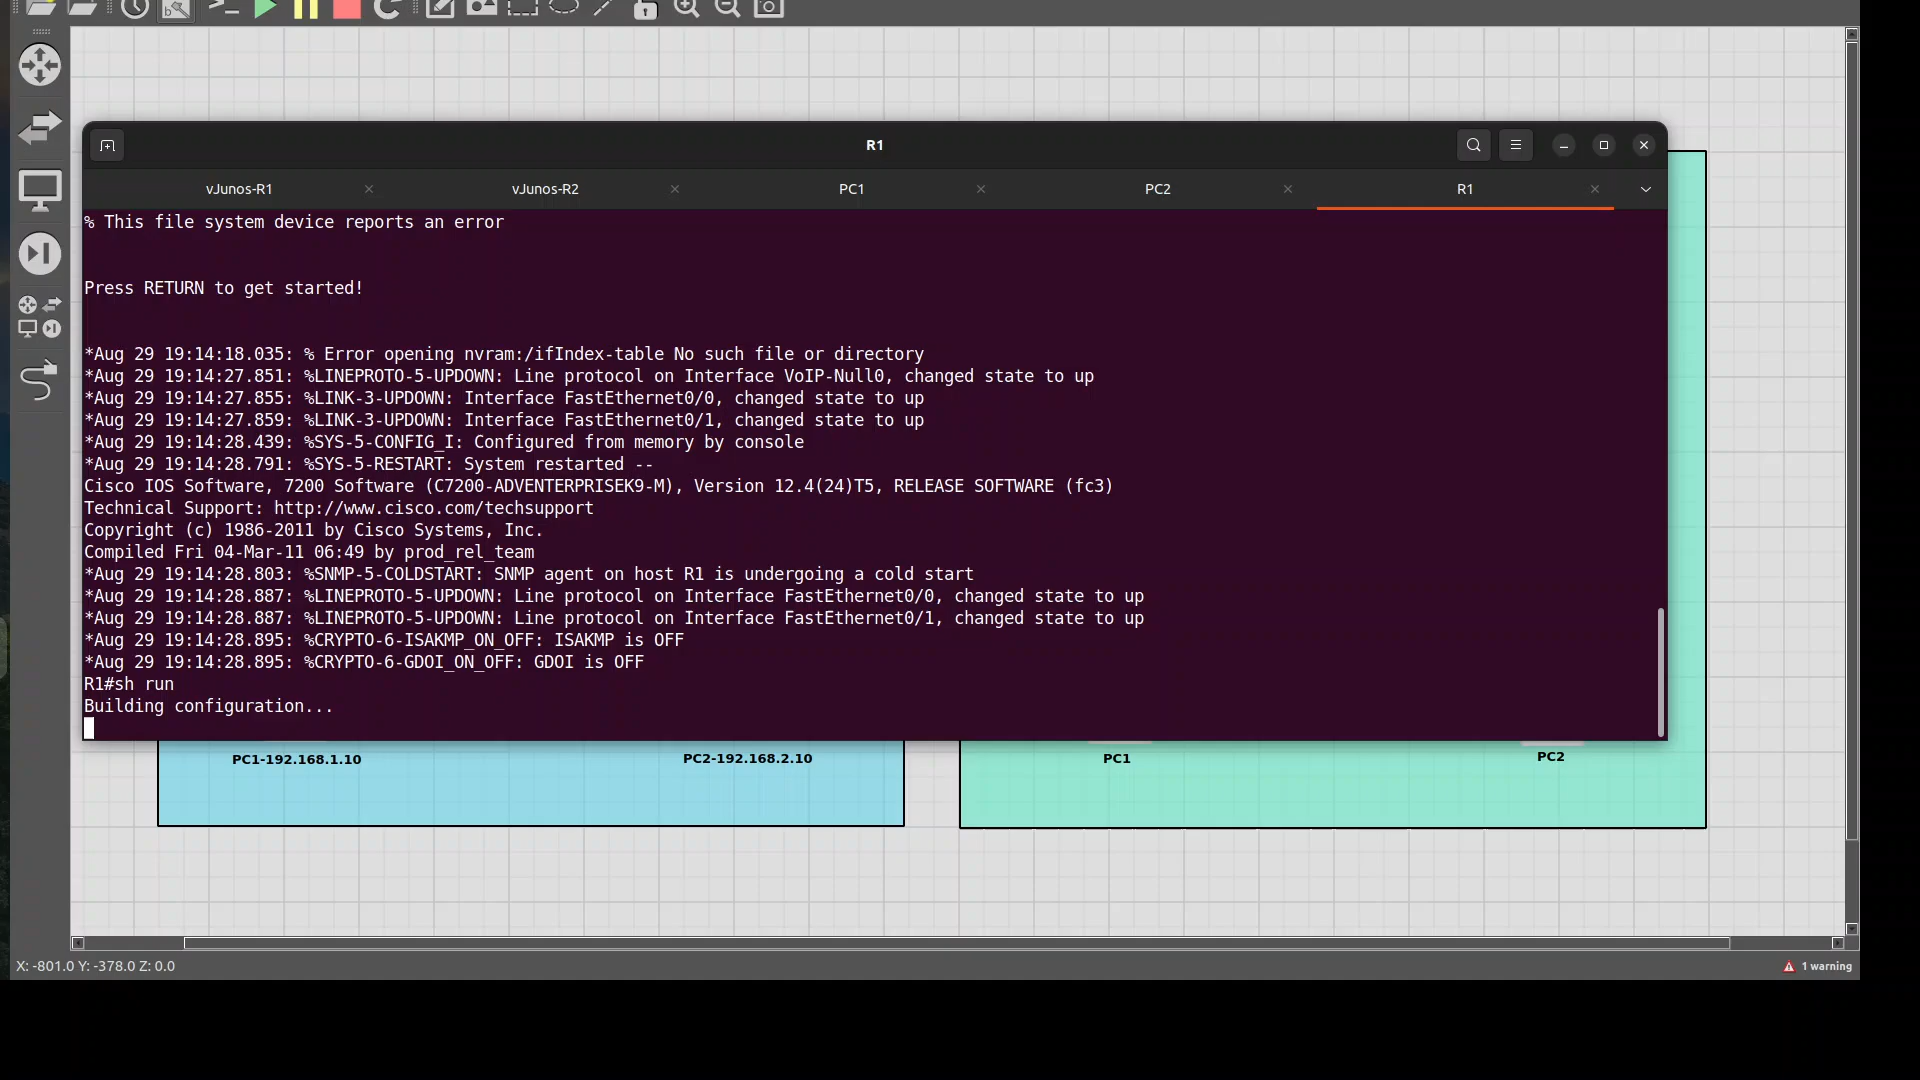 R1
vJunos-R1
vJunos-R2
PC1
PC2
R1
% This file system device reports an error
Press RETURN to get started!
*Aug 29 19:14:18.035: % Error opening nvram:/ifIndex-table No such file or directory
*Aug 29 19:14:27.851: %LINEPROTO-5-UPDOWN: Line protocol on Interface VoIP-Null0, changed state to up
*Aug 29 19:14:27.855: %LINK-3-UPDOWN: Interface FastEthernet0/0, changed state to up
*Aug 29 19:14:27.859: %LINK-3-UPDOWN: Interface FastEthernet0/1, changed state to up
*Aug 29 19:14:28.439: %SYS-5-CONFIG_I: Configured from memory by console
*Aug 29 19:14:28.791: %SYS-5-RESTART: System restarted --
Cisco IOS Software, 7200 Software (C7200-ADVENTERPRISEK9-M), Version 12.4(24)T5, RELEASE SOFTWARE (fc3)
Technical Support: http://www.cisco.com/techsupport
Copyright (c) 1986-2011 by Cisco Systems, Inc.
Compiled Fri 04-Mar-11 06:49 by prod_rel_team
*Aug 29 19:14:28.803: %SNMP-5-COLDSTART: SNMP agent on host R1 is undergoing a cold start
*Aug 29 19:14:28.887: %LINEPROTO-5-UPDOWN: Line protocol on Interface FastEthernet0/0, changed state to up
*Aug 29 19:14:28.887: %LINEPROTO-5-UPDOWN: Line protocol on Interface FastEthernet0/1, changed state to up
*Aug 29 19:14:28.895: %CRYPTO-6-ISAKMP_ON_OFF: ISAKMP is OFF
*Aug 29 19:14:28.895: %CRYPTO-6-GDOI_ON_OFF: GDOI is OFF
R1#sh run
Building configuration...
PC1-192.168.1.10
PC2-192.168.2.10
PC1
PC2
X: -801.0 Y: -378.0 Z: 0.0
1 warning